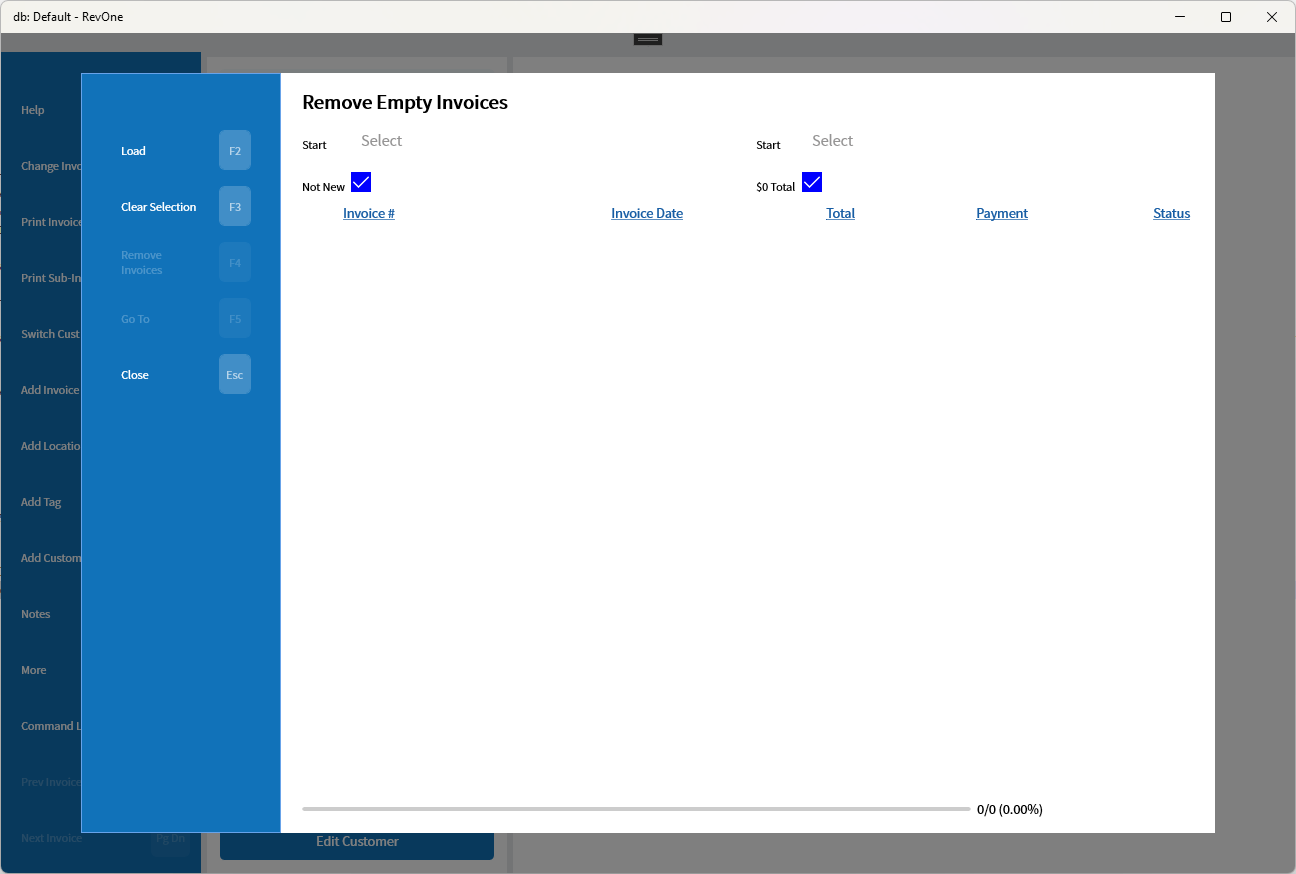 db: Default - RevOne
Help
Change Invo
Print Invoice
Print Sub-In
Switch Cust
Add Invoice
Add Locatio
Add Tag
Add Custom
Notes
More
Command L
Prev Invoice
Next Invoice Pg Dn
Load F2
Clear Selection F3
Remove
Invoices F4
Go To F5
Close Esc
Remove Empty Invoices
Start Select Start Select
Not New $0 Total
Invoice # Invoice Date Total Payment Status
0/0 (0.00%)
Edit Customer